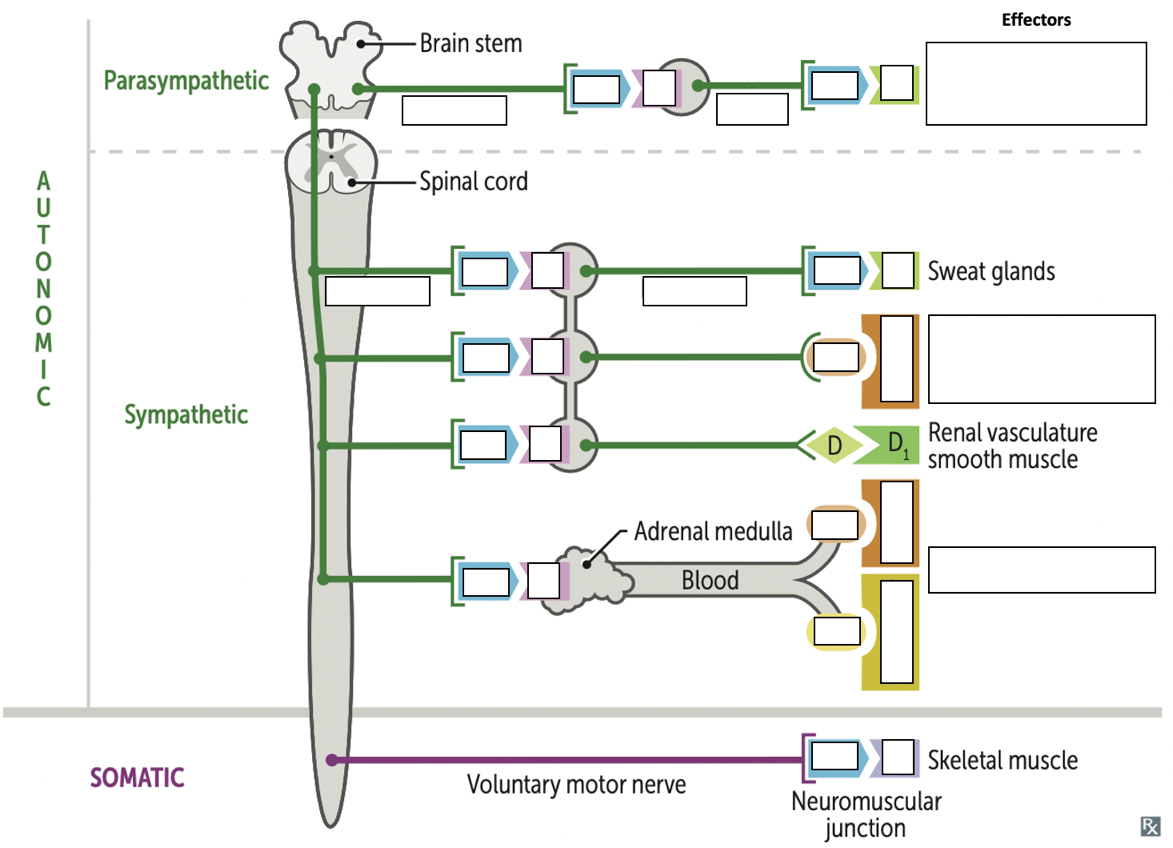 Effectors
Brain stem
Parasympathetic
Spinal cord
AUTONOMIC
Sweat glands
Sympathetic
D
D1
Renal vasculature
smooth muscle
Adrenal medulla
Blood
SOMATIC
Voluntary motor nerve
Skeletal muscle
Neuromuscular
junction
Rx